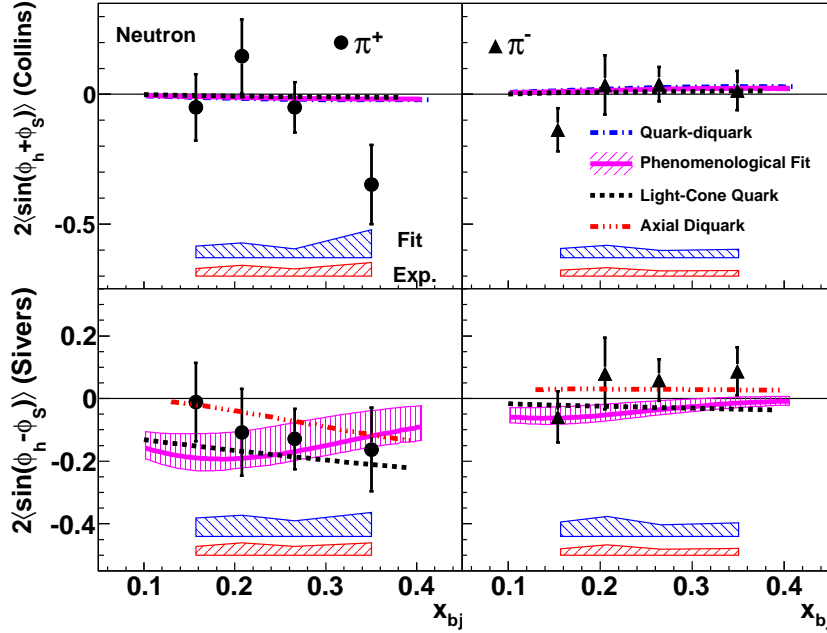 2⟨sin(ϕh+ϕS)⟩ (Collins)
Neutron
π+
π-
0
-0.5
Quark-diquark
Phenomenological Fit
Light-Cone Quark
Axial Diquark
Fit
Exp.
2⟨sin(ϕh-ϕS)⟩ (Sivers)
0.2
0
-0.2
-0.4
0.1 0.2 0.3 0.4 0.1 0.2 0.3 0.4
xbj xbj